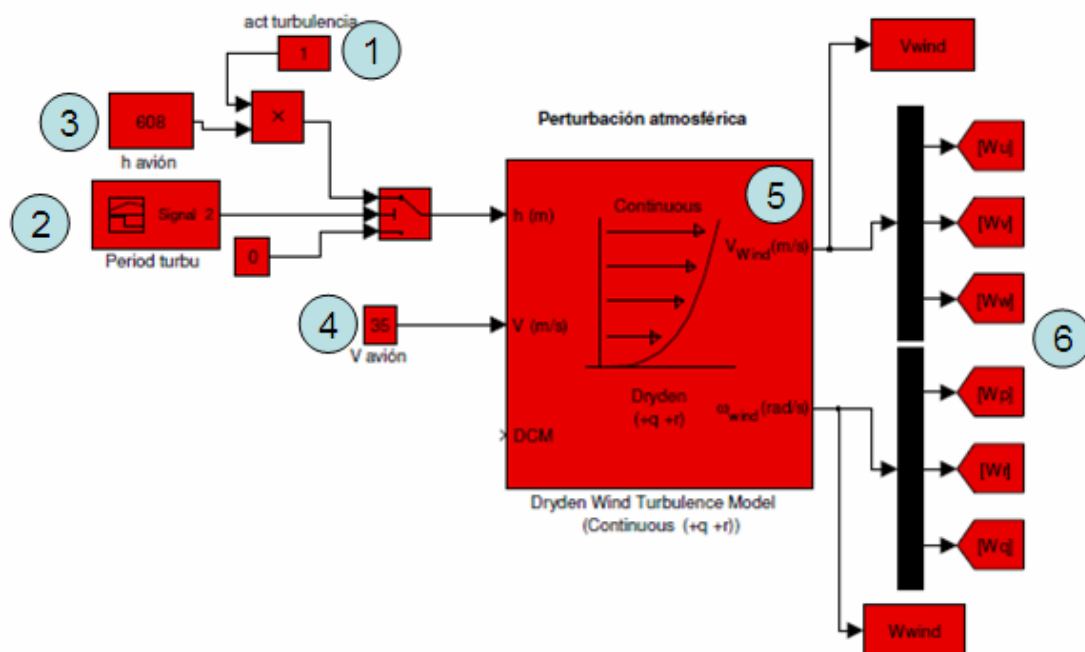 act turbulencia
1
1
3
608
h avión
×
2
Signal 2
Period turbu
0
4
35
V avión
Perturbación atmosférica
5
h (m)
Continuous
V Wind (m/s)
V (m/s)
Dryden
(+q +r)
ωwind (rad/s)
DCM
Dryden Wind Turbulence Model
(Continuous (+q +r))
Vwind
[Wu]
[Wv]
[Ww]
6
[Wp]
[Wr]
[Wq]
Wwind